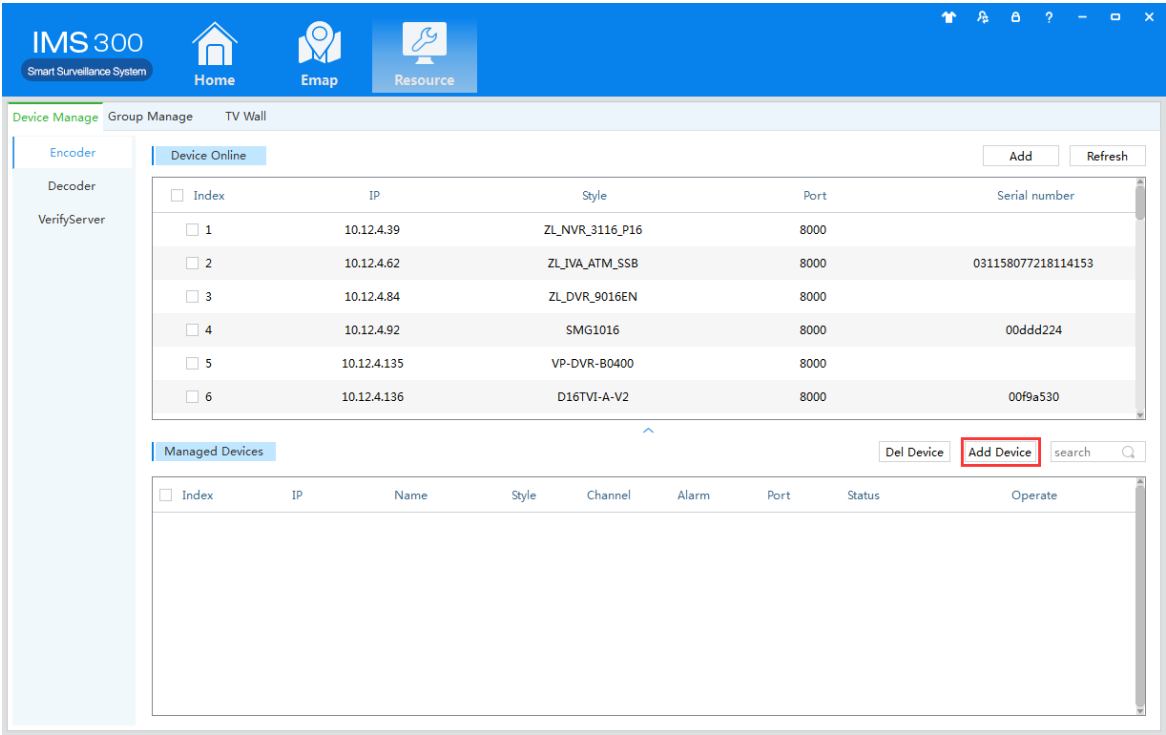 IMS 300
Smart Surveillance System
Home Emap Resource
?
Device Manage Group Manage TV Wall
Encoder
Decoder
VerifyServer
Device Online Add Refresh
Index IP Style Port Serial number
1 10.12.4.39 ZL_NVR_3116_P16 8000
2 10.12.4.62 ZL_IVA_ATM_SSB 8000 031158077218114153
3 10.12.4.84 ZL_DVR_9016EN 8000
4 10.12.4.92 SMG1016 8000 00ddd224
5 10.12.4.135 VP-DVR-B0400 8000
6 10.12.4.136 D16TVI-A-V2 8000 00f9a530
Managed Devices Del Device Add Device search
Index IP Name Style Channel Alarm Port Status Operate